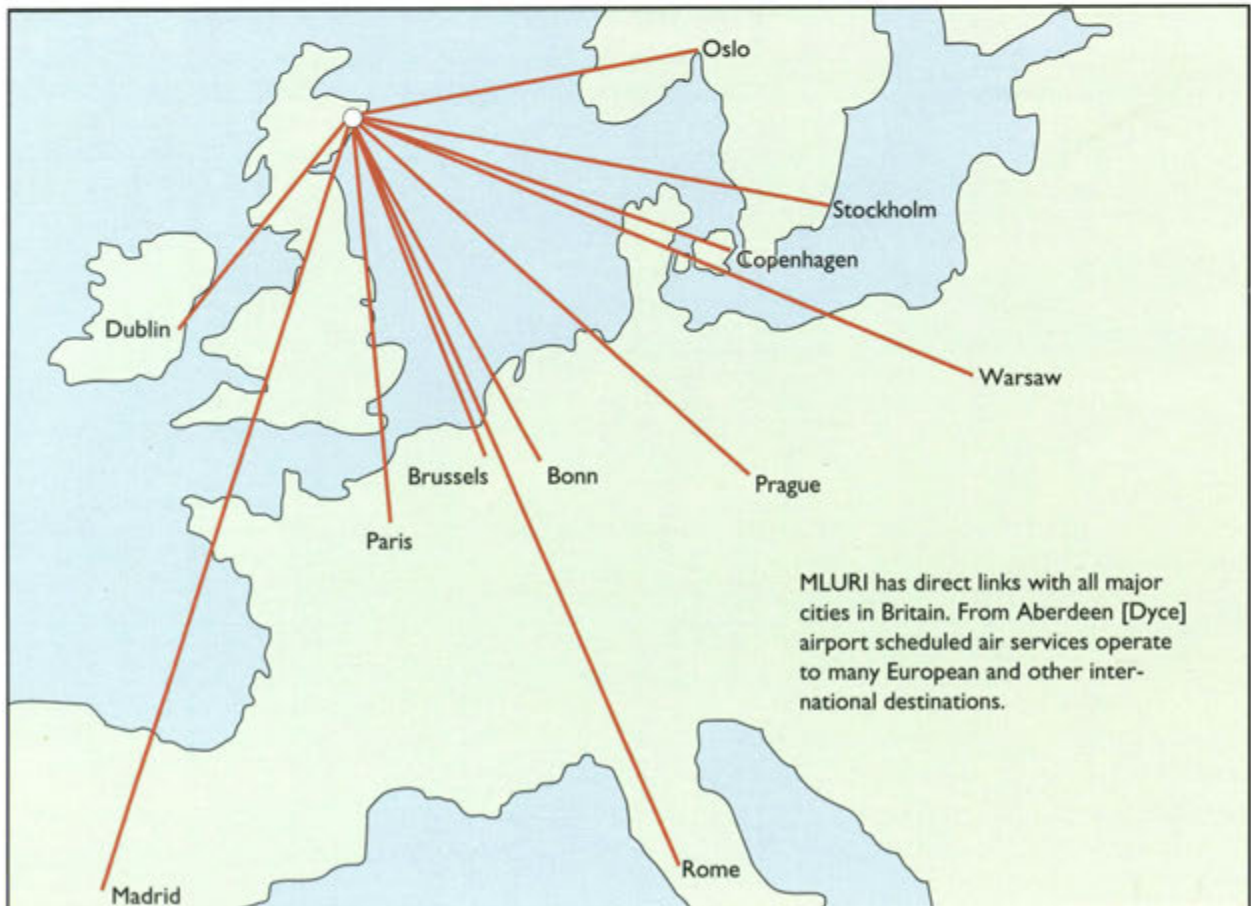 Oslo
Stockholm
Copenhagen
Dublin
Warsaw
Brussels
Bonn
Prague
Paris
MLURI has direct links with all major
cities in Britain. From Aberdeen [Dyce]
airport scheduled air services operate
to many European and other inter-
national destinations.
Rome
Madrid